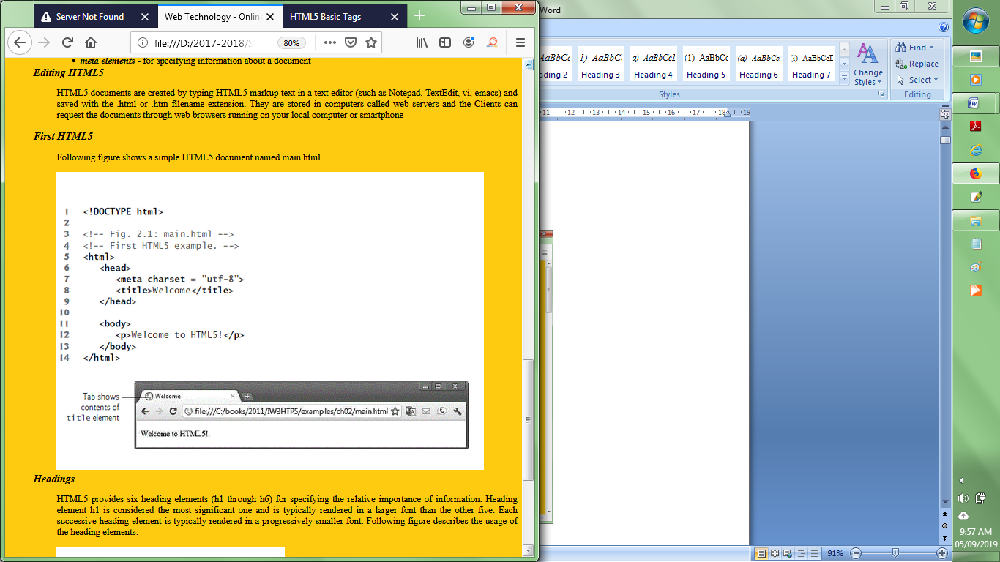 Server Not Found
Web Technology - Onlin
HTML5 Basic Tags
file:///D:/2017-2018/S
80%
• meta elements - for specifying information about a document
Editing HTML5
HTML5 documents are created by typing HTML5 markup text in a text editor (such as Notepad, TextEdit, vi, emacs) and
saved with the .html or .htm filename extension. They are stored in computers called web servers and the Clients can
request the documents through web browsers running on your local computer or smartphone
First HTML5
Following figure shows a simple HTML5 document named main.html
1 <!DOCTYPE html>
2
3 <!-- Fig. 2.1: main.html -->
4 <!-- First HTML5 example. -->
5 <html>
6 <head>
7 <meta charset = "utf-8">
8 <title>Welcome</title>
9 </head>
10
11 <body>
12 <p>Welcome to HTML5!</p>
13 </body>
14 </html>
Tab shows
contents of
title element
Welcome
file:///C:/books/2011/IW3HTP5/examples/ch02/main.html
Welcome to HTML5!
Headings
HTML5 provides six heading elements (h1 through h6) for specifying the relative importance of information. Heading
element h1 is considered the most significant one and is typically rendered in a larger font than the other five. Each
successive heading element is typically rendered in a progressively smaller font. Following figure describes the usage of
the heading elements:
Word
AaBbCc 1) AaBbCc a) AaBbCcI (1) AaBbCc (a) AaBbCc. (i) AaBbCcD
ading 2 Heading 3 Heading 4 Heading 5 Heading 6 Heading 7
Change
Styles
Styles
Find
Replace
Select
Editing
11 12 13 14 15 16 17 18 19
91%
9:57 AM
05/09/2019